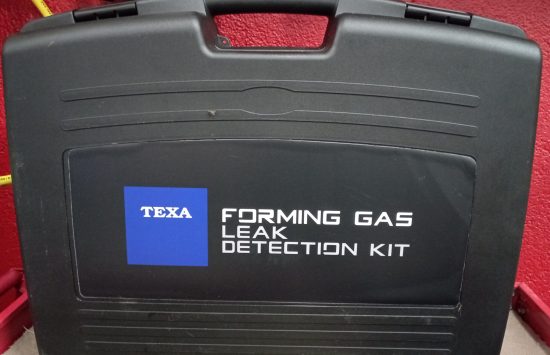 TEXA
FORMING GAS
LEAK
DETECTION KIT